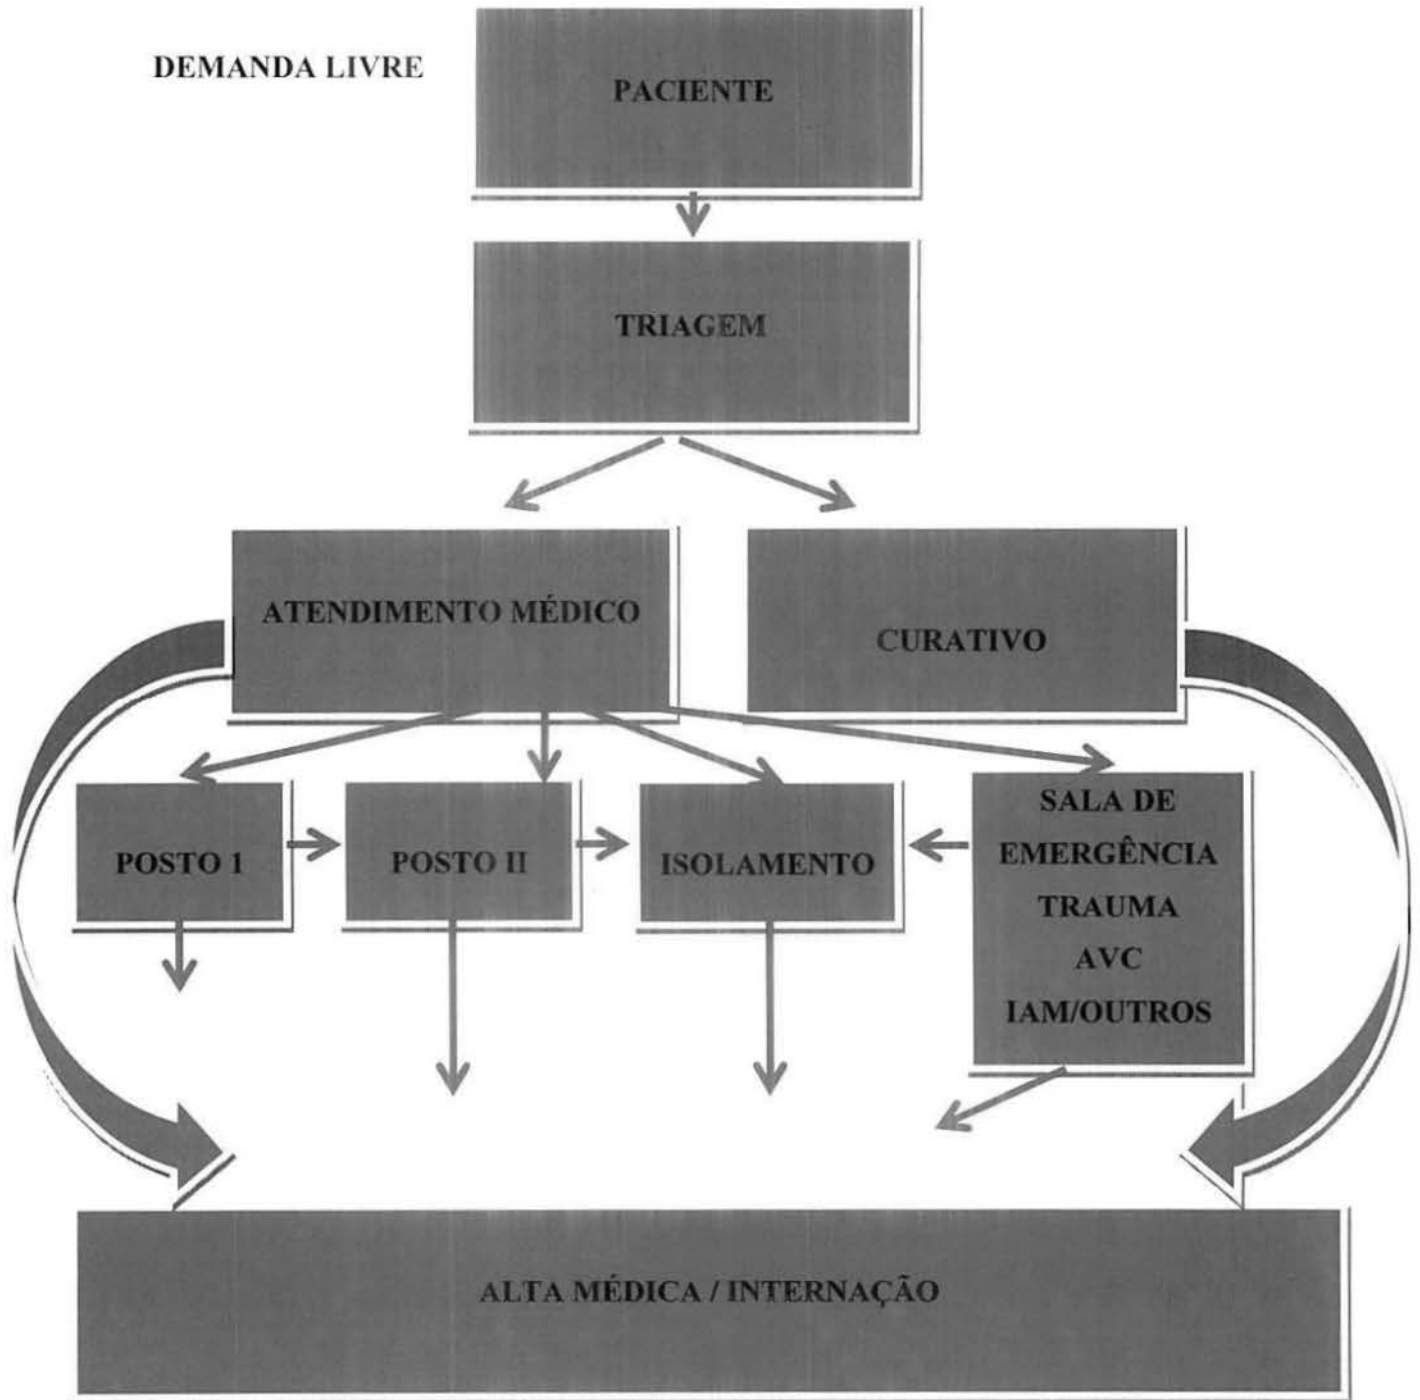 DEMANDA LIVRE
PACIENTE
TRIAGEM
ATENDIMENTO MÉDICO
CURATIVO
POSTO 1
POSTO II
ISOLAMENTO
SALA DE
EMERGÊNCIA
TRAUMA
AVC
IAM/OUTROS
ALTA MÉDICA / INTERNAÇÃO